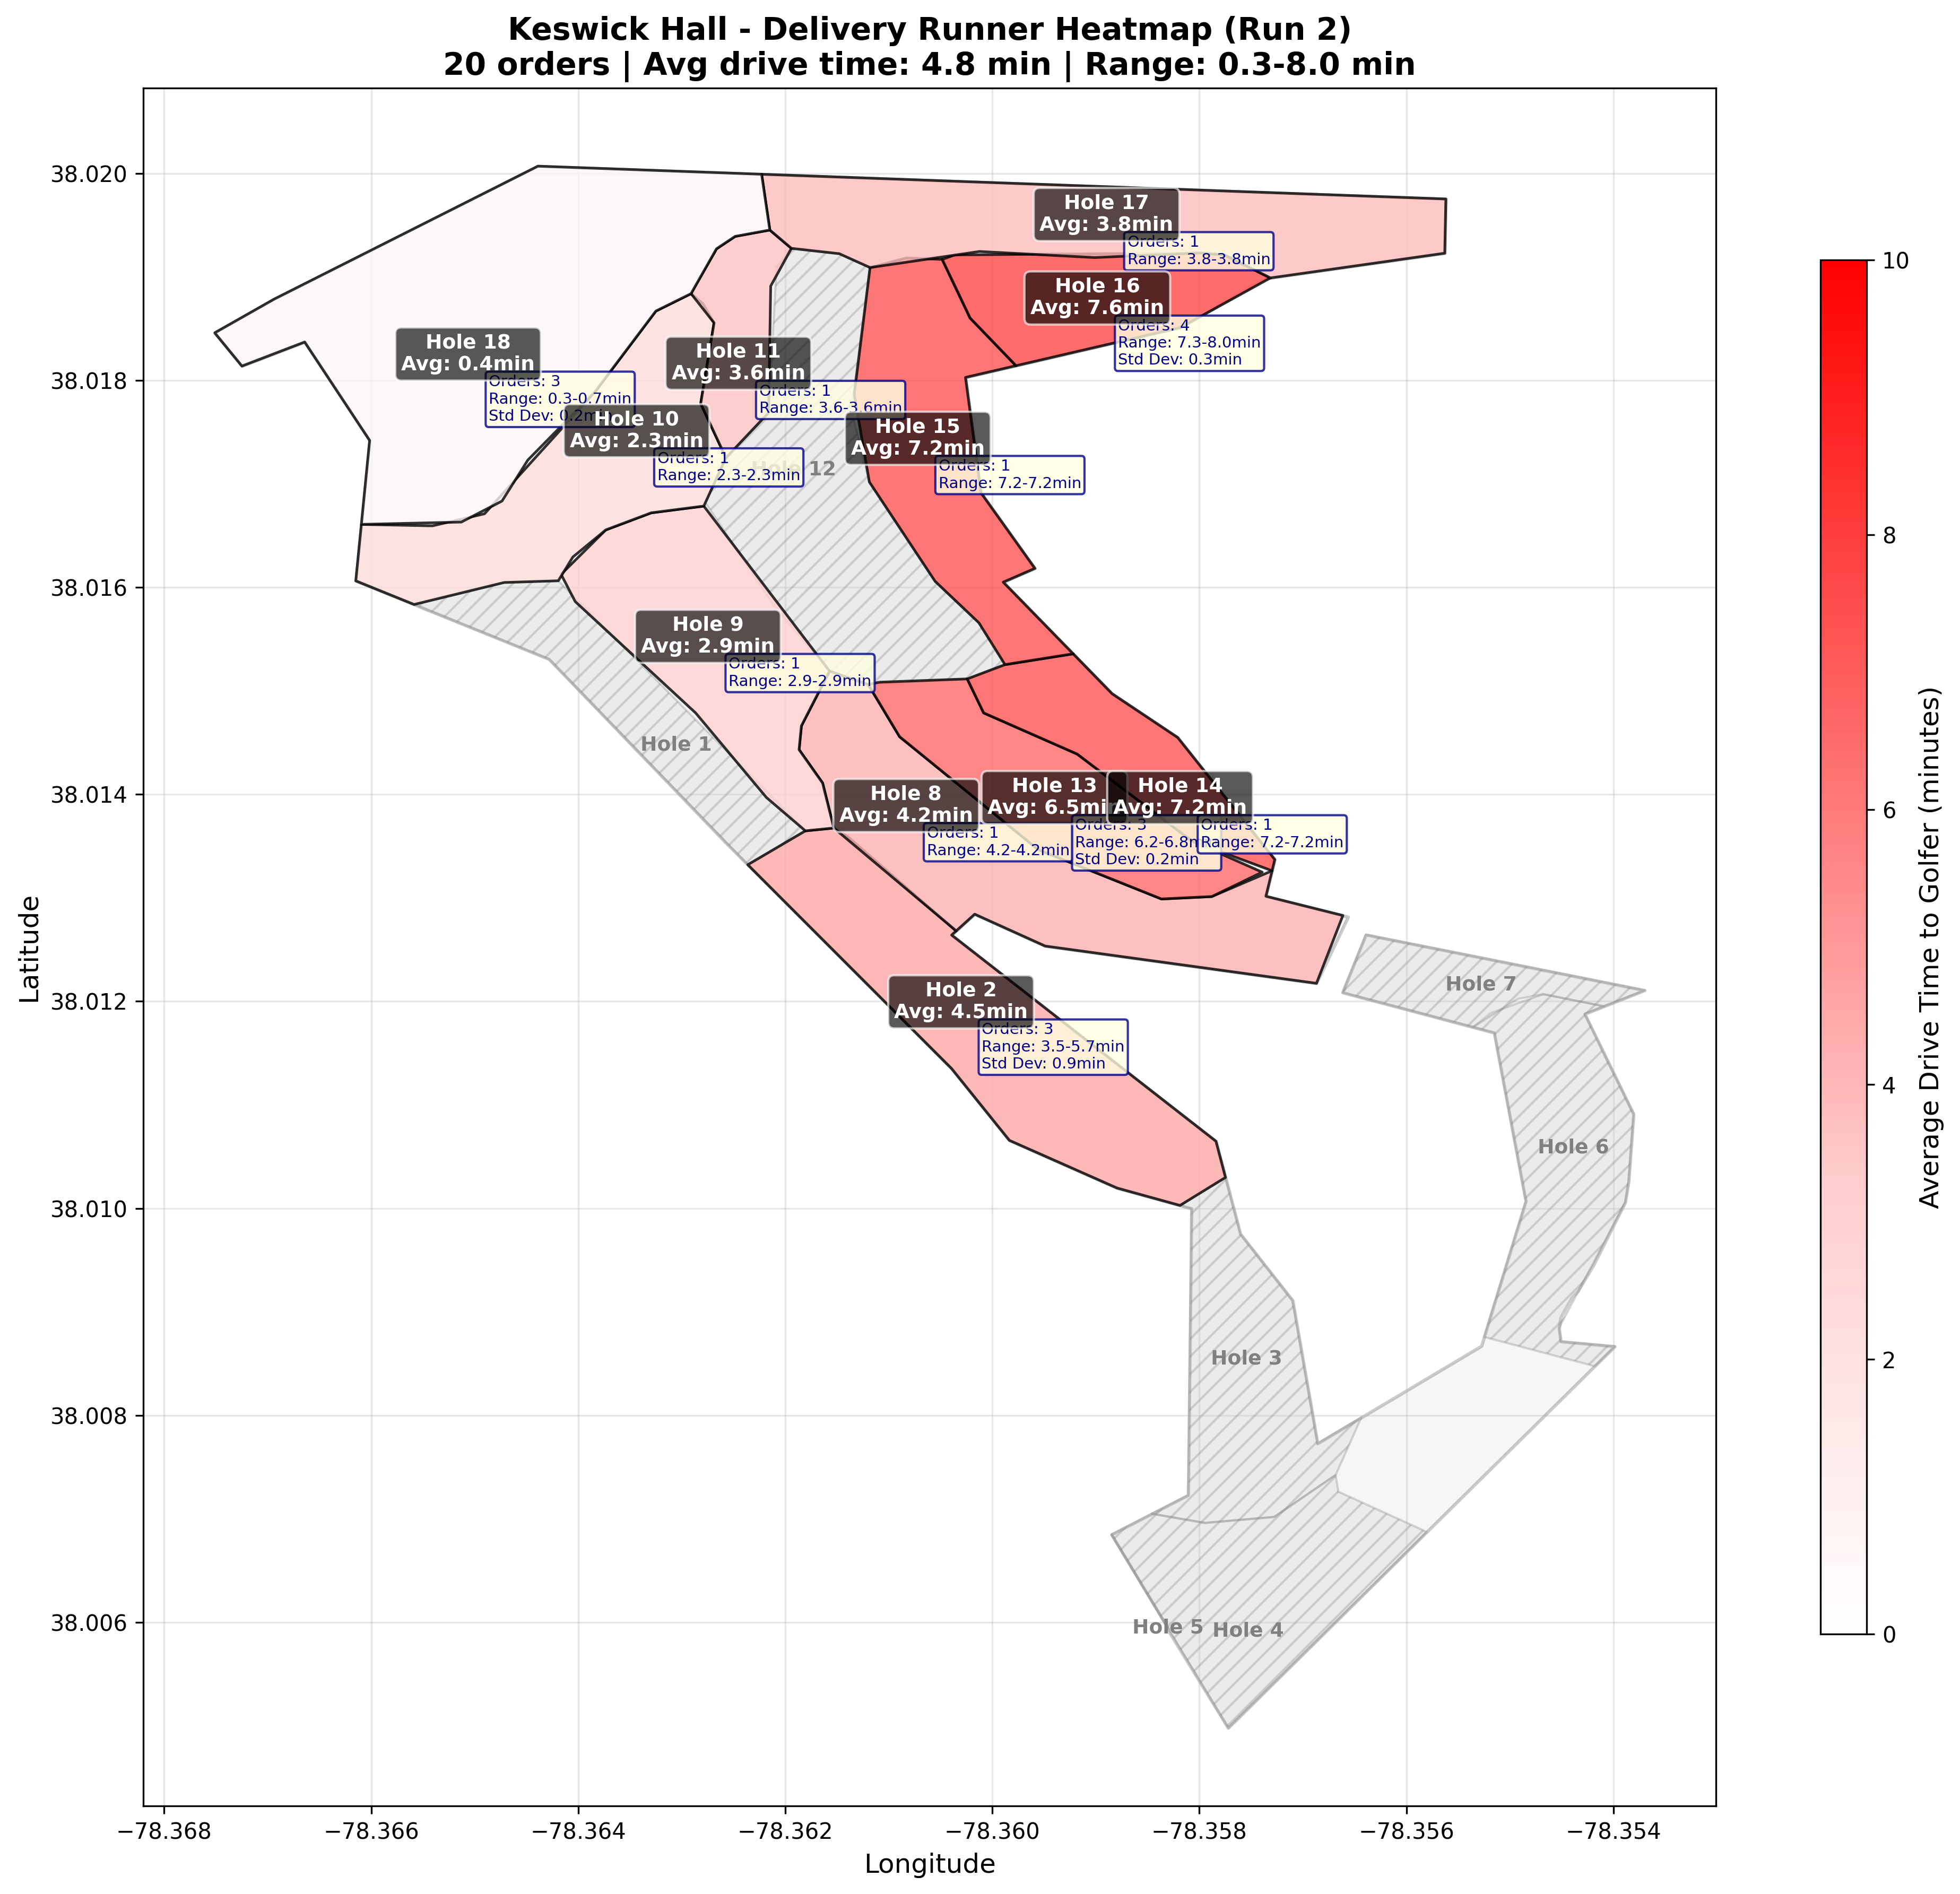 Keswick Hall - Delivery Runner Heatmap (Run 2)
20 orders | Avg drive time: 4.8 min | Range: 0.3-8.0 min
Latitude
38.020
38.018
38.016
38.014
38.012
38.010
38.008
38.006
Hole 17
Avg: 3.8min
Orders: 1
Range: 3.8-3.8min
Hole 16
Avg: 7.6min
Orders: 4
Range: 7.3-8.0min
Std Dev: 0.3min
Hole 18
Avg: 0.4min
Orders: 3
Range: 0.3-0.7min
Std Dev: 0.2min
Hole 11
Avg: 3.6min
Orders: 1
Range: 3.6-3.6min
Hole 10
Avg: 2.3min
Orders: 1
Range: 2.3-2.3min
Hole 12
Hole 15
Avg: 7.2min
Orders: 1
Range: 7.2-7.2min
Hole 9
Avg: 2.9min
Orders: 1
Range: 2.9-2.9min
Hole 1
Hole 8
Avg: 4.2min
Orders: 1
Range: 4.2-4.2min
Hole 13
Avg: 6.5min
Orders: 3
Range: 6.2-6.8m
Std Dev: 0.2min
Hole 14
Avg: 7.2min
Orders: 1
Range: 7.2-7.2min
Hole 2
Avg: 4.5min
Orders: 3
Range: 3.5-5.7min
Std Dev: 0.9min
Hole 7
Hole 6
Hole 3
Hole 5
Hole 4
−78.368
−78.366
−78.364
−78.362
−78.360
−78.358
−78.356
−78.354
Longitude
10
8
6
4
2
0
Average Drive Time to Golfer (minutes)